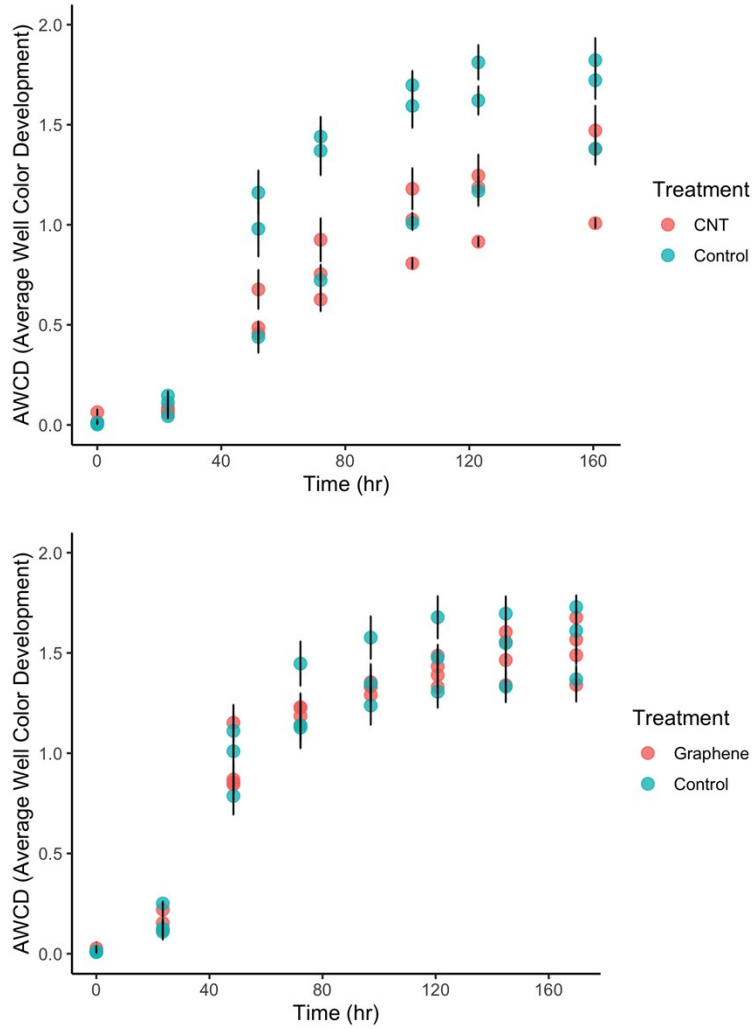 2.0
1.5
1.0
0.5
0.0
AWCD (Average Well Color Development)
0 40 80 120 160
Time (hr)
Treatment
CNT
Control
2.0
1.5
1.0
0.5
0.0
AWCD (Average Well Color Development)
0 40 80 120 160
Time (hr)
Treatment
Graphene
Control